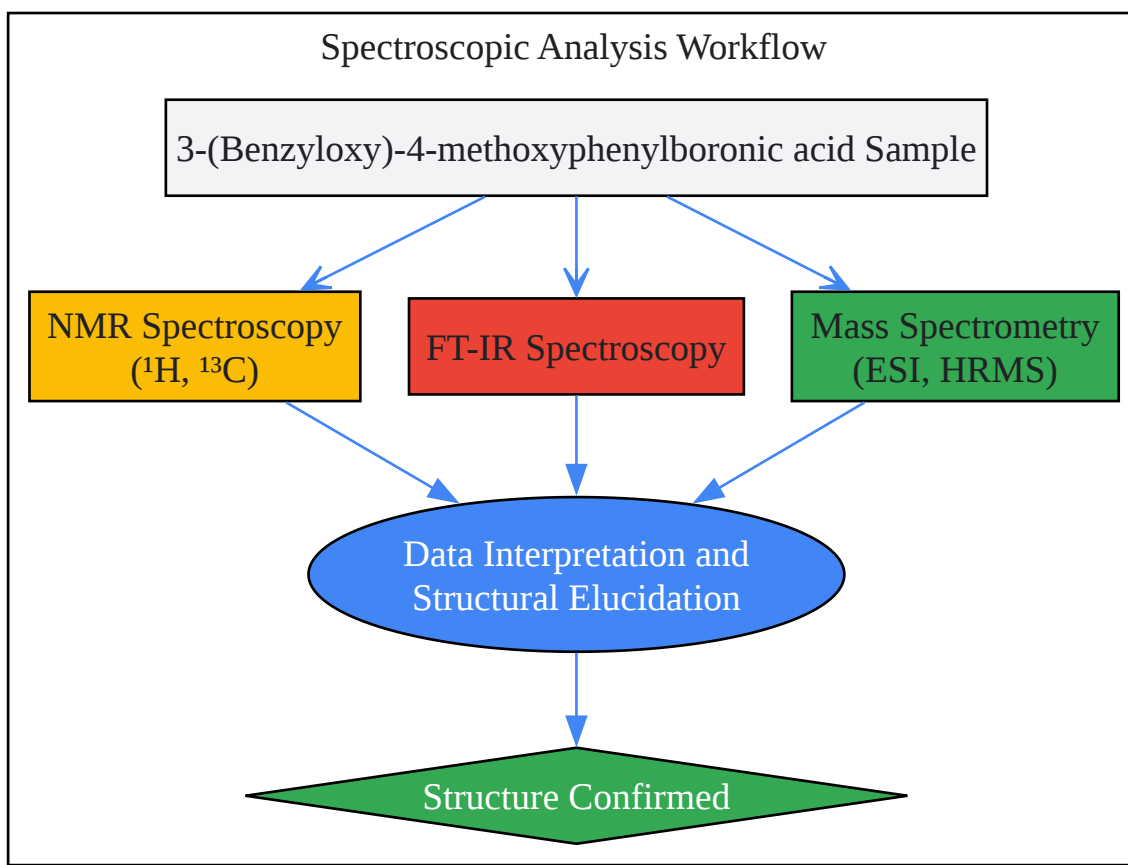 Spectroscopic Analysis Workflow
3-(Benzyloxy)-4-methoxyphenylboronic acid Sample
NMR Spectroscopy
(¹H, ¹³C)
FT-IR Spectroscopy
Mass Spectrometry
(ESI, HRMS)
Data Interpretation and
Structural Elucidation
Structure Confirmed